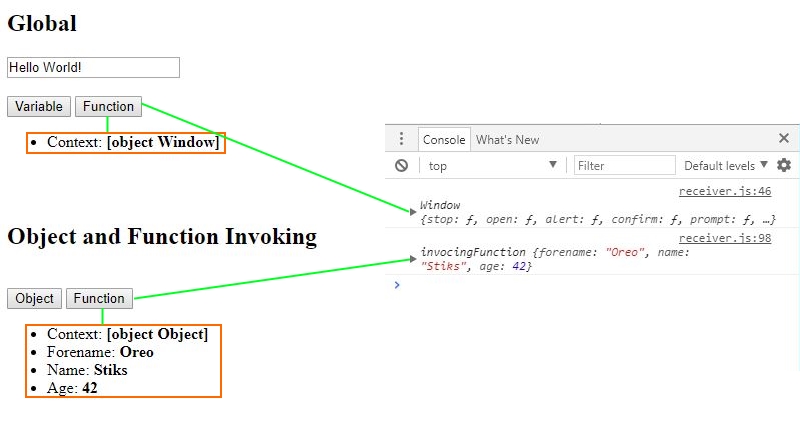 Global
Hello World!
Variable Function
• Context: [object Window]
Object and Function Invoking
Object Function
• Context: [object Object]
• Forename: Oreo
• Name: Stiks
• Age: 42
Console What's New
top Filter Default levels
receiver.js:46
Window
{stop: ƒ, open: ƒ, alert: ƒ, confirm: ƒ, prompt: ƒ, …}
receiver.js:98
invocingFunction {forename: "Oreo", name:
"Stiks", age: 42}